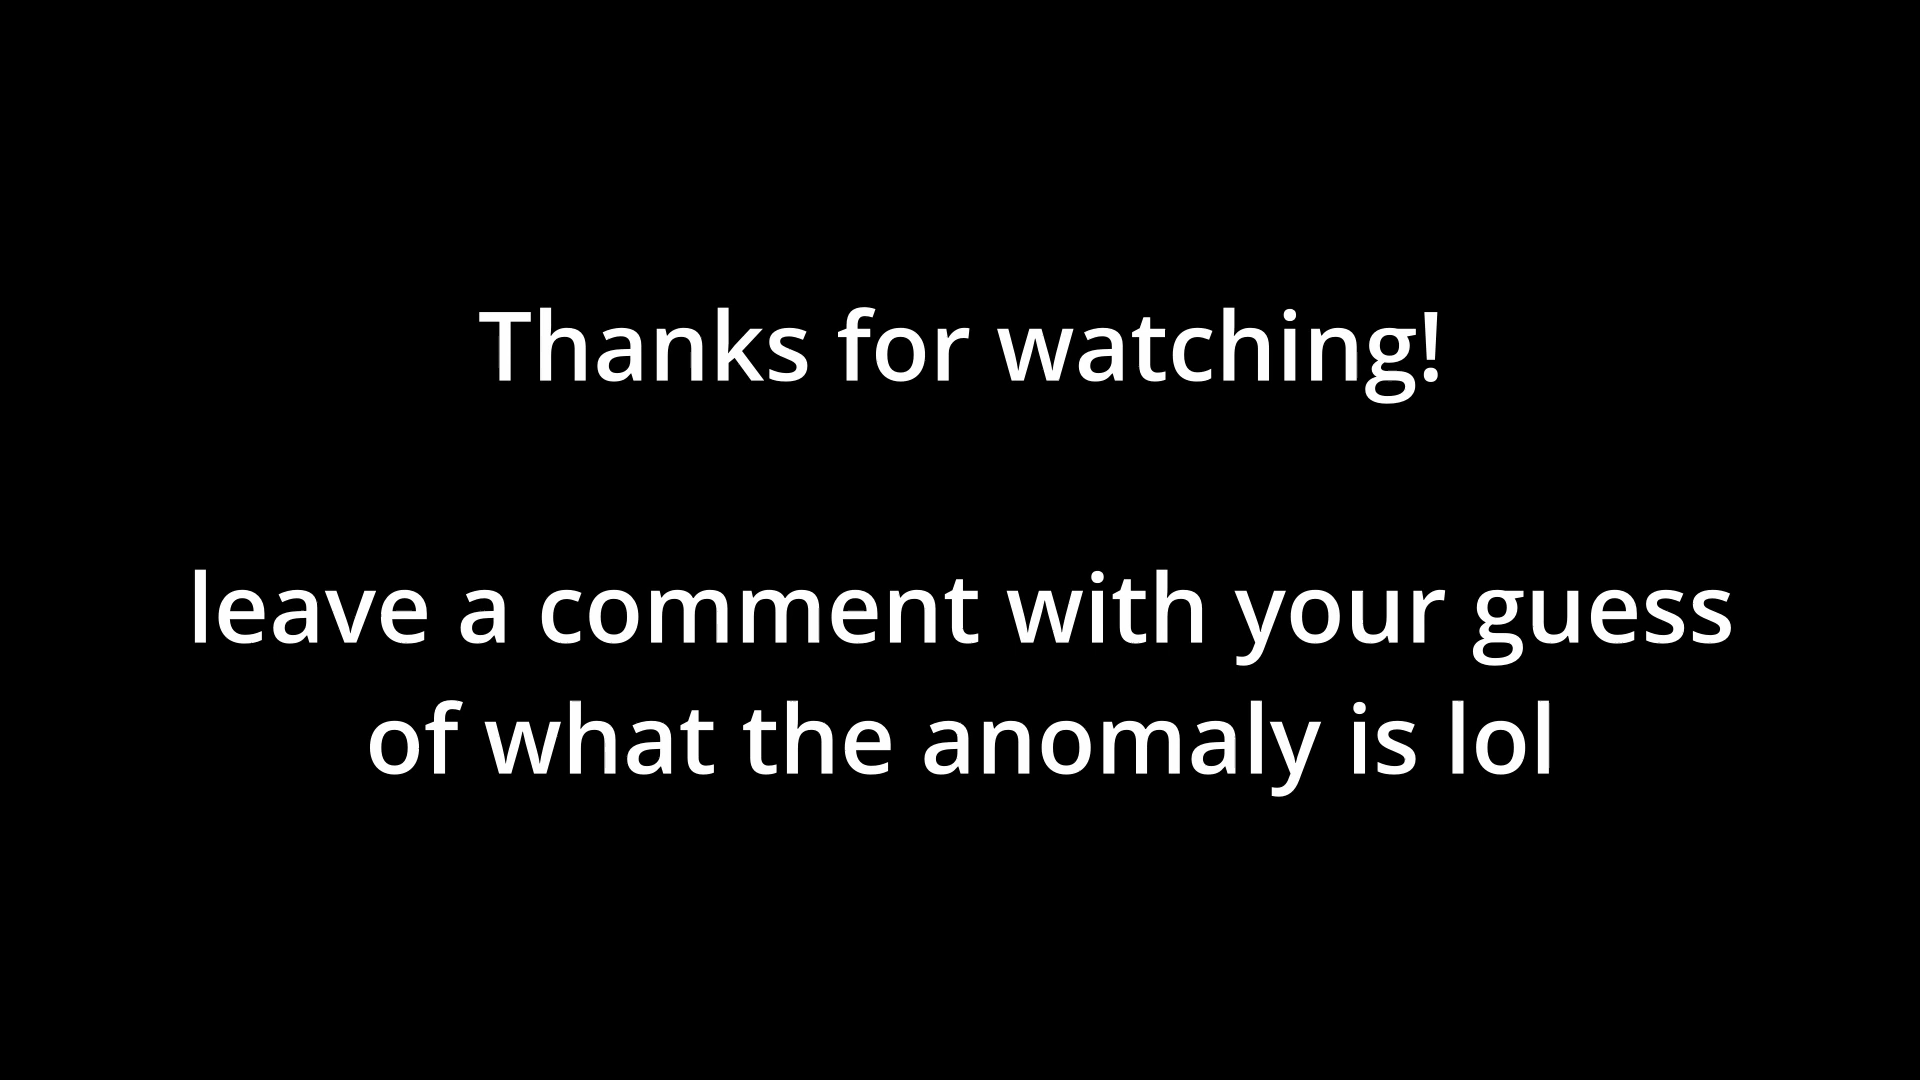 Thanks for watching!
leave a comment with your guess
of what the anomaly is lol